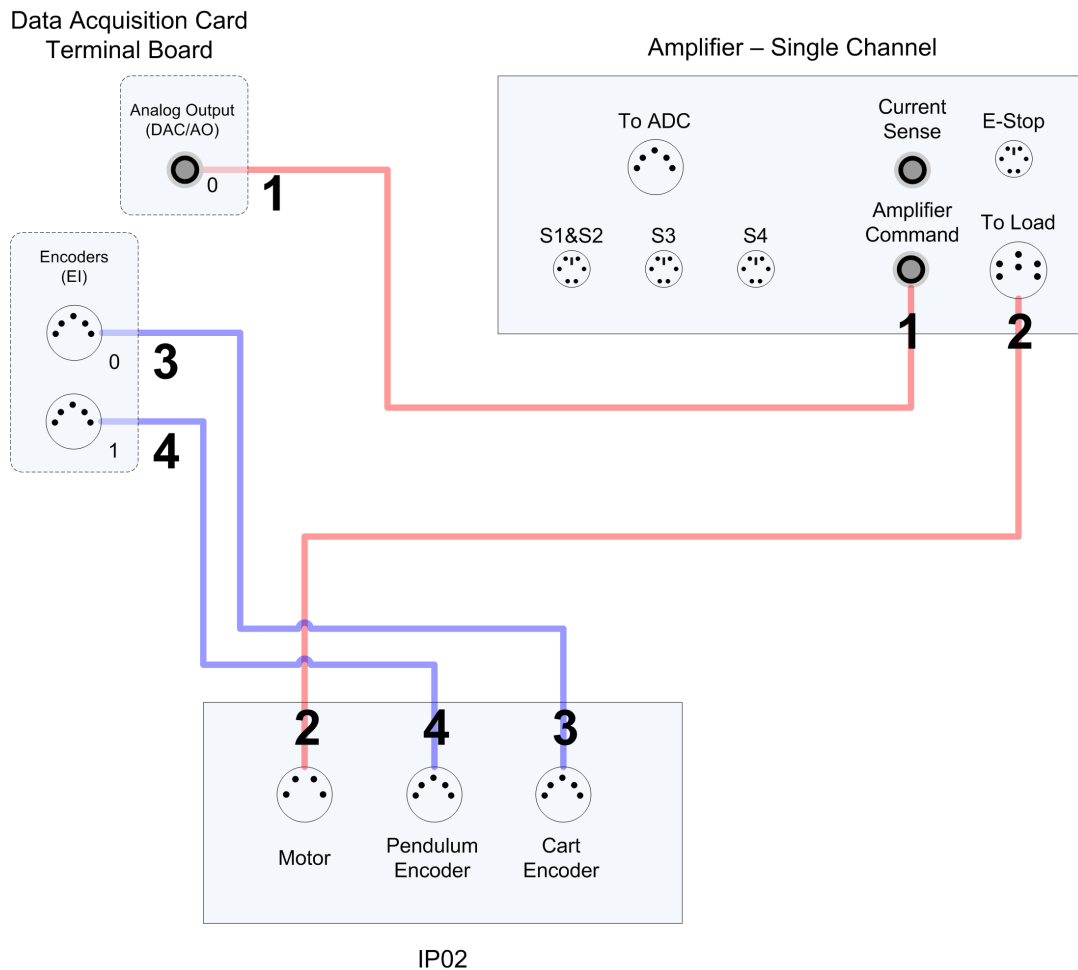 Data Acquisition Card
Terminal Board
Analog Output
(DAC/AO)
0
1
Encoders
(EI)
0
3
1
4
Amplifier – Single Channel
To ADC
Current
Sense
E-Stop
S1&S2
S3
S4
Amplifier
Command
To Load
1
2
2
4
3
Motor
Pendulum
Encoder
Cart
Encoder
IP02